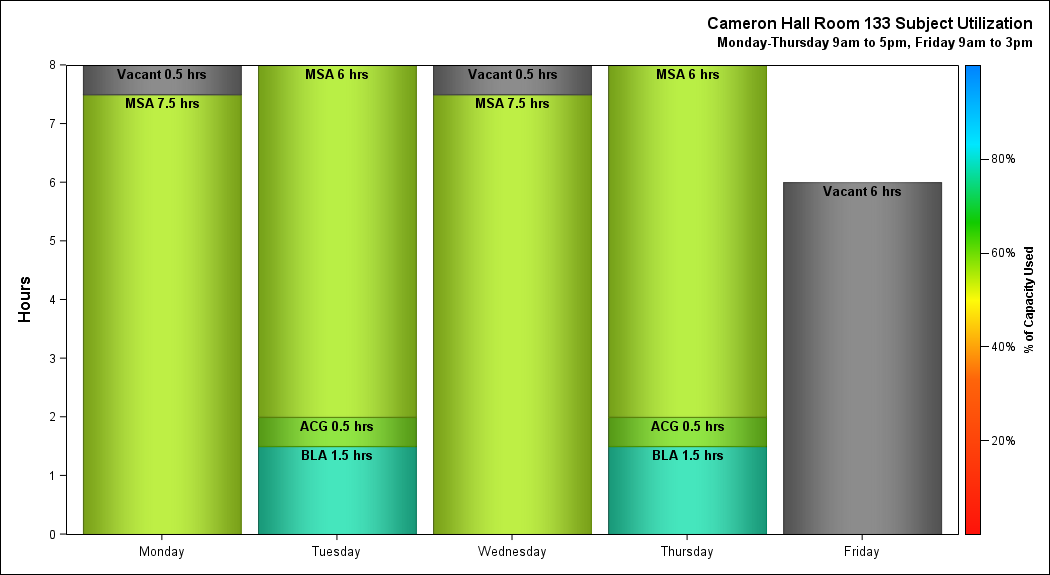 Cameron Hall Room 133 Subject Utilization
Monday-Thursday 9am to 5pm, Friday 9am to 3pm
Hours
8
7
6
5
4
3
2
1
0
Vacant 0.5 hrs
MSA 7.5 hrs
MSA 6 hrs
ACG 0.5 hrs
BLA 1.5 hrs
Vacant 0.5 hrs
MSA 7.5 hrs
MSA 6 hrs
ACG 0.5 hrs
BLA 1.5 hrs
Vacant 6 hrs
Monday
Tuesday
Wednesday
Thursday
Friday
80%
60%
40%
20%
% of Capacity Used